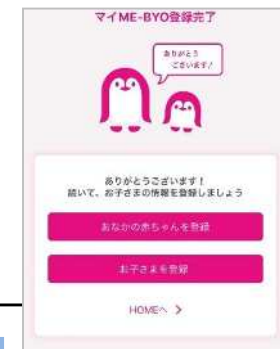 マイME-BYO登録完了
ありがとう
ございます!
ありがとうございます!
続いて、お子さまの情報を登録しましょう
おなかの赤ちゃんを登録
お子さまを登録
HOMEへ >